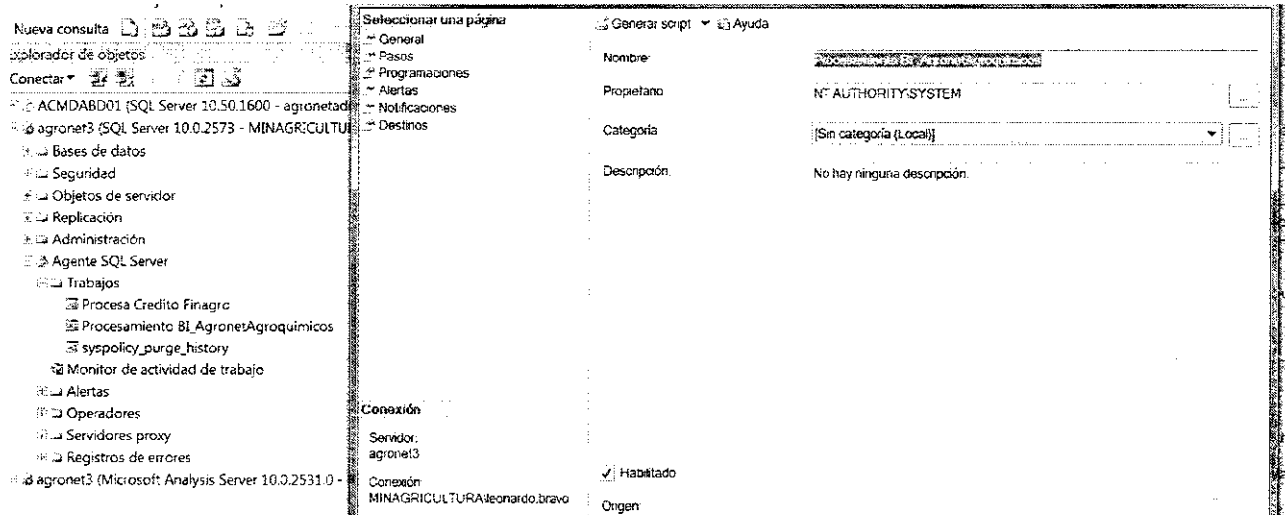 Nueva consulta
Explorador de objetos
Conectar
ACMDABD01 (SQL Server 10.50.1600 - agronetad
agronet3 (SQL Server 10.0.2573 - MINAGRICULTU
Bases de datos
Seguridad
Objetos de servidor
Replicación
Administración
Agente SQL Server
Trabajos
Procesa Credito Finagro
Procesamiento BI_AgronetAgroquimicos
syspolicy_purge_history
Monitor de actividad de trabajo
Alertas
Operadores
Servidores proxy
Registros de errores
agronet3 (Microsoft Analysis Server 10.0.2531.0 -
Seleccionar una página
General
Pasos
Programaciones
Alertas
Notificaciones
Destinos
Conexión
Servidor:
agronet3
Conexión:
MINAGRICULTURA\leonardo.bravo
Generar script Ayuda
Nombre: Procesamiento BI_AgronetAgroquimicos
Propietario NT AUTHORITY\SYSTEM ...
Categoría [Sin categoría (Local)] ...
Descripción: No hay ninguna descripción.
Habilitado
Origen: